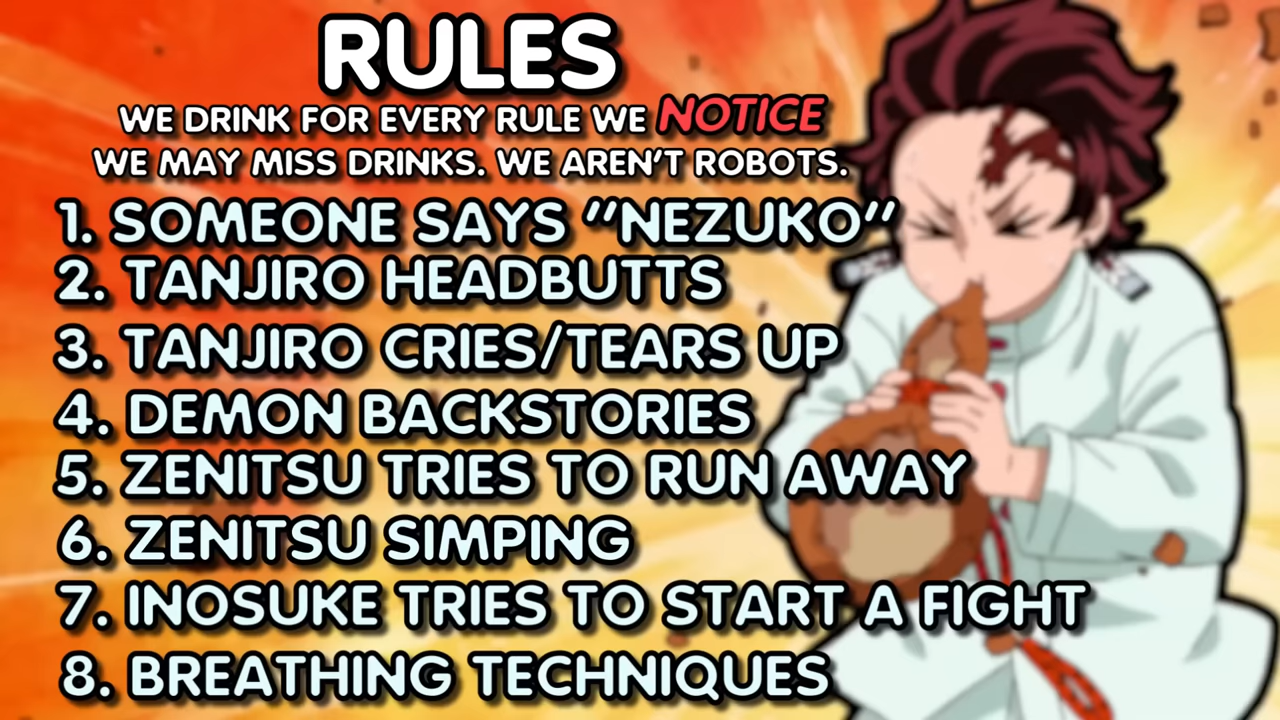 RULES
WE DRINK FOR EVERY RULE WE NOTICE
WE MAY MISS DRINKS. WE AREN'T ROBOTS.
1. SOMEONE SAYS "NEZUKO"
2. TANJIRO HEADBUTTS
3. TANJIRO CRIES/TEARS UP
4. DEMON BACKSTORIES
5. ZENITSU TRIES TO RUN AWAY
6. ZENITSU SIMPING
7. INOSUKE TRIES TO START A FIGHT
8. BREATHING TECHNIQUES